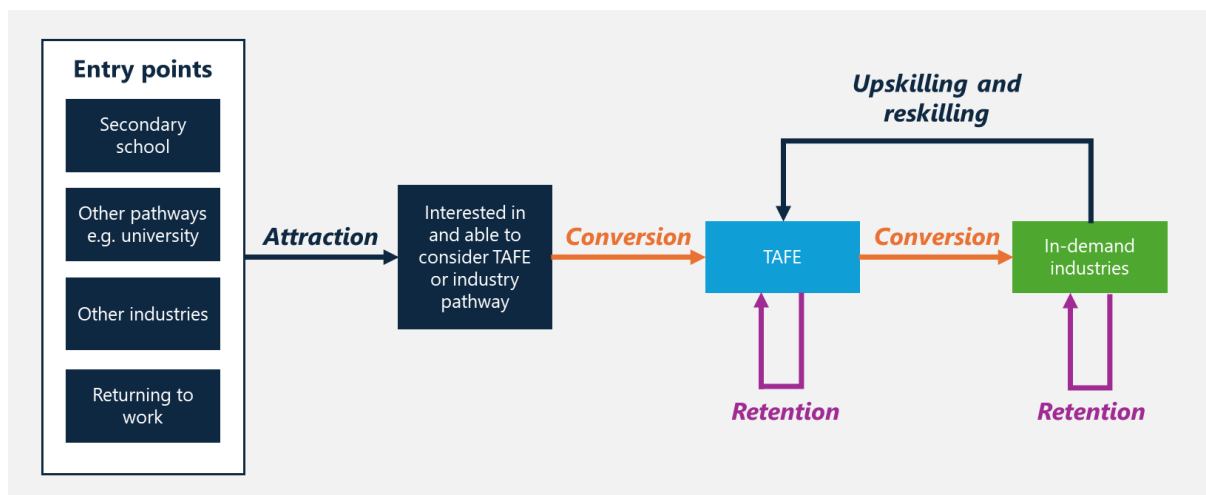 Entry points
Secondary
school
Other pathways
e.g. university
Other industries
Returning to
work
Attraction
Interested in
and able to
consider TAFE
or industry
pathway
Conversion
TAFE
Conversion
In-demand
industries
Upskilling and
reskilling
Retention
Retention